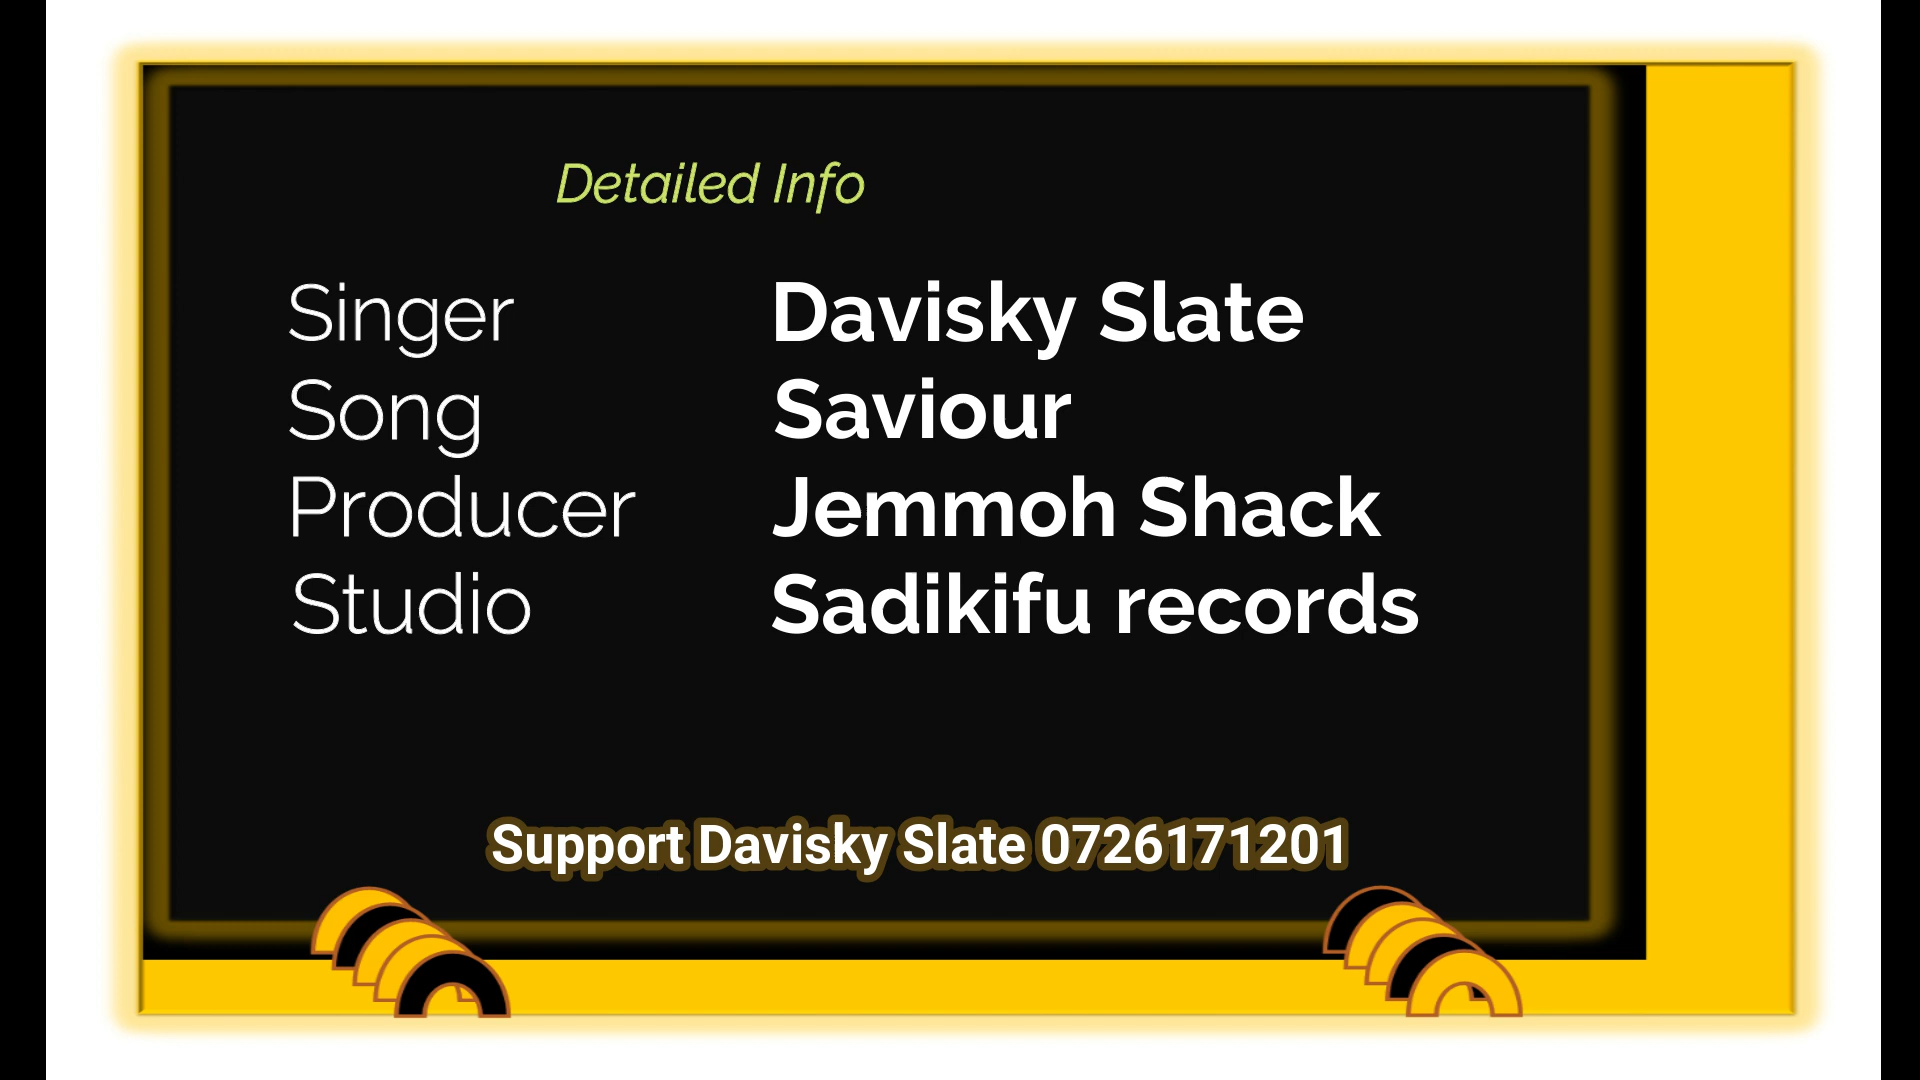 Detailed Info
Singer Davisky Slate
Song Saviour
Producer Jemmoh Shack
Studio Sadikifu records
Support Davisky Slate 0726171201